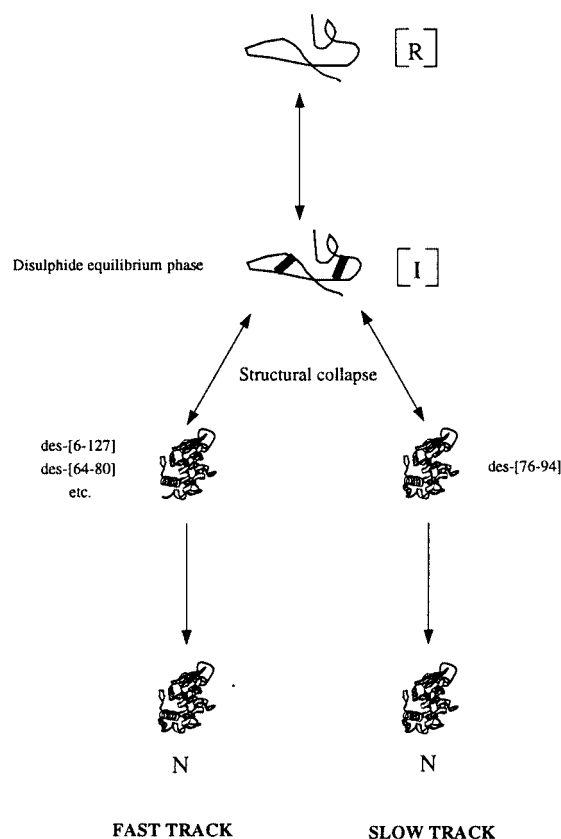 [R]
Disulphide equilibrium phase
[I]
Structural collapse
des-[6-127]
des-[64-80]
etc.
des-[76-94]
N
N
FAST TRACK
SLOW TRACK